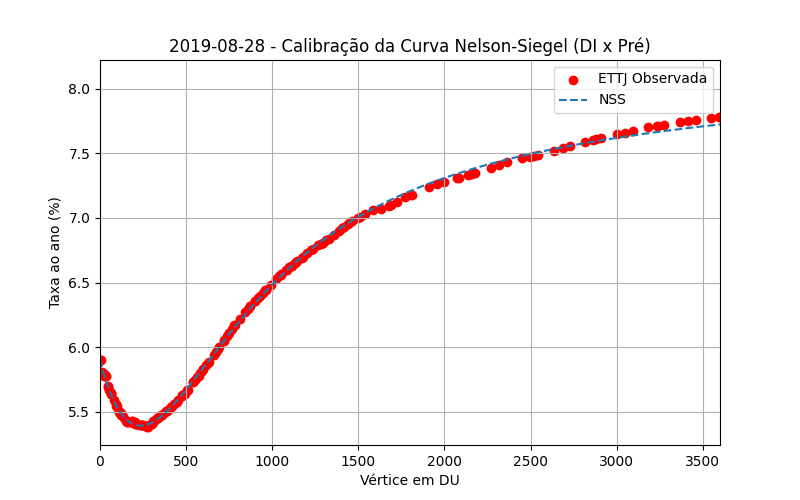 2019-08-28 - Calibração da Curva Nelson-Siegel (DI x Pré)
ETTJ Observada
NSS
Taxa ao ano (%)
8.0
7.5
7.0
6.5
6.0
5.5
0 500 1000 1500 2000 2500 3000 3500
Vértice em DU